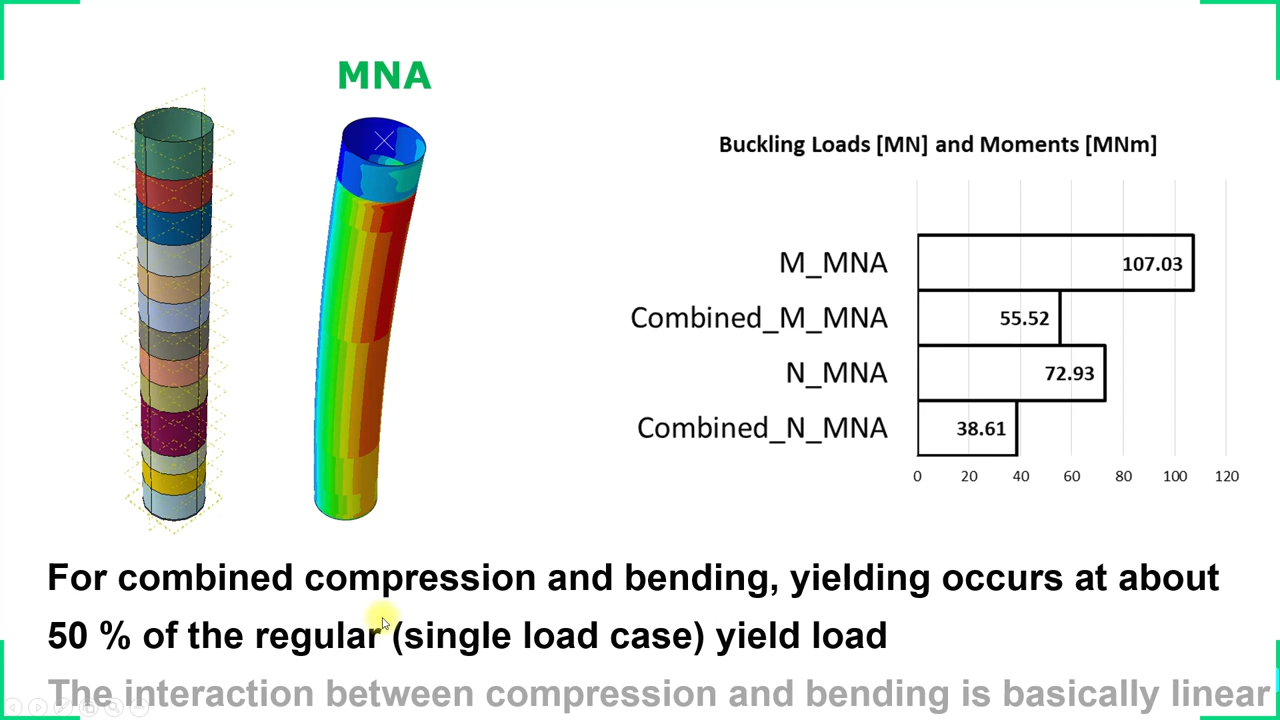 MNA
Buckling Loads [MN] and Moments [MNm]
M_MNA
107.03
Combined_M_MNA
55.52
N_MNA
72.93
Combined_N_MNA
38.61
0 20 40 60 80 100 120
For combined compression and bending, yielding occurs at about
50 % of the regular (single load case) yield load
The interaction between compression and bending is basically linear